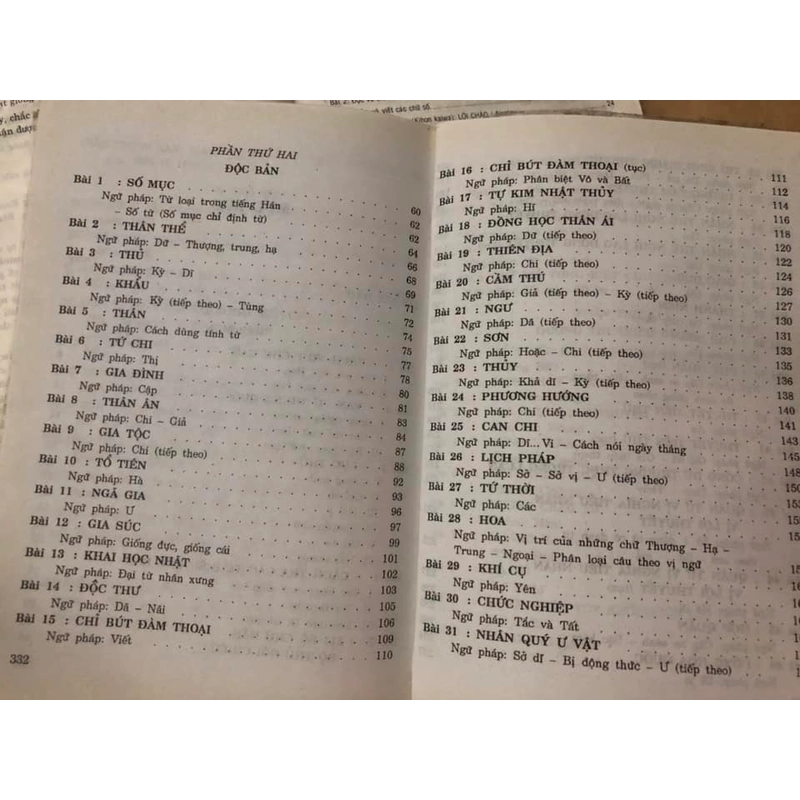 24
viết các chữ số
PHẦN THỨ HAI
ĐỘC BẢN
Bài 1 : SỐ MỤC
Ngữ pháp: Từ loại trong tiếng Hán 60
– Số từ (Số mục chỉ định từ) 62
Bài 2 : THÂN THỂ 62
Ngữ pháp: Dữ – Thượng, trung, hạ 64
Bài 3 : THỦ 66
Ngữ pháp: Kỳ – Dĩ 68
Bài 4 : KHẨU 69
Ngữ pháp: Kỳ (tiếp theo) – Tùng 71
Bài 5 : THÂN 72
Ngữ pháp: Cách dùng tính từ 74
Bài 6 : TỨ CHI 75
Ngữ pháp: Thị 77
Bài 7 : GIA ĐÌNH 78
Ngữ pháp: Cập 80
Bài 8 : THÂN ÂN 81
Ngữ pháp: Chi – Giả 83
Bài 9 : GIA TỘC 84
Ngữ pháp: Chi (tiếp theo) 87
Bài 10 : TỔ TIÊN 88
Ngữ pháp: Hà 92
Bài 11 : NGÃ GIA 93
Ngữ pháp: Ư 96
Bài 12 : GIA SÚC 97
Ngữ pháp: Giống đực, giống cái 99
Bài 13 : KHAI HỌC NHẬT 101
Ngữ pháp: Đại từ nhân xưng 102
Bài 14 : ĐỘC THƯ 103
Ngữ pháp: Dã – Nãi 105
Bài 15 : CHỈ BÚT ĐÀM THOẠI 106
Ngữ pháp: Viết 109
110
332
Bài 16 : CHỈ BÚT ĐÀM THOẠI (tục)
Ngữ pháp: Phân biệt Vô và Bất 111
Bài 17 : TỰ KIM NHẬT THỦY 112
Ngữ pháp: Hĩ 114
Bài 18 : ĐỒNG HỌC THÂN ÁI 116
Ngữ pháp: Dữ (tiếp theo) 118
Bài 19 : THIÊN ĐỊA 120
Ngữ pháp: Chi (tiếp theo) 122
Bài 20 : CẦM THÚ 124
Ngữ pháp: Giả (tiếp theo) – Kỳ (tiếp theo) 126
Bài 21 : NGƯ 127
Ngữ pháp: Dã (tiếp theo) 130
Bài 22 : SƠN 131
Ngữ pháp: Hoặc – Chi (tiếp theo) 133
Bài 23 : THỦY 135
Ngữ pháp: Khả dĩ – Kỳ (tiếp theo) 136
Bài 24 : PHƯƠNG HƯỚNG 138
Ngữ pháp: Chi (tiếp theo) 140
Bài 25 : CAN CHI 141
Ngữ pháp: Dĩ... Vi – Cách nói ngày tháng 143
Bài 26 : LỊCH PHÁP 145
Ngữ pháp: Sở – Sở vị – Ư (tiếp theo) 148
Bài 27 : TỨ THỜI 150
Ngữ pháp: Các
Bài 28 : HOA
Ngữ pháp: Vị trí của những chữ Thượng – Hạ –
Trung – Ngoại – Phân loại câu theo vị ngữ
Bài 29 : KHÍ CỤ
Ngữ pháp: Yên
Bài 30 : CHỨC NGHIỆP
Ngữ pháp: Tắc và Tất
Bài 31 : NHÂN QUÝ Ư VẬT
Ngữ pháp: Sở dĩ – Bị động thức – Ư (tiếp theo)